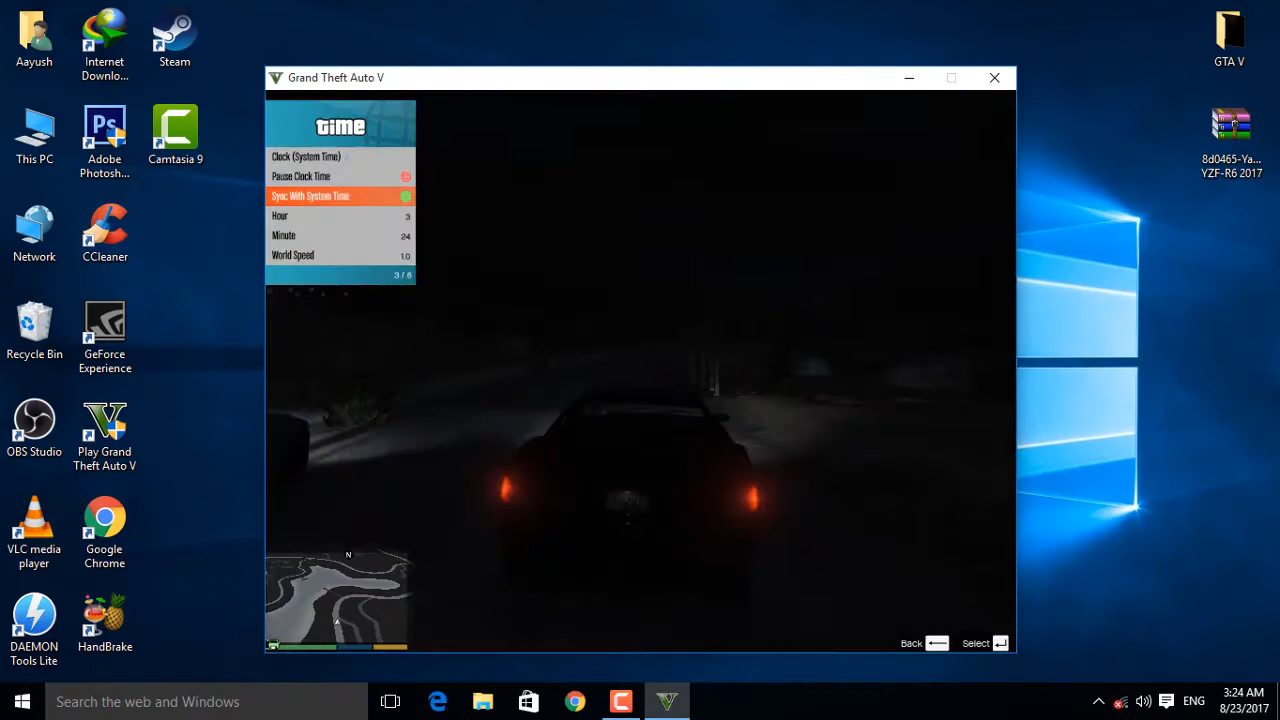 Aayush
Internet
Downlo...
Steam
GTA V
This PC
Adobe
Photosh...
Camtasia 9
8d0465-Ya...
YZF-R6 2017
Network
CCleaner
Recycle Bin
GeForce
Experience
OBS Studio
Play Grand
Theft Auto V
VLC media
player
Google
Chrome
DAEMON
Tools Lite
HandBrake
Grand Theft Auto V
time
Clock (System Time)
Pause Clock Time
Sync With System Time
Hour 3
Minute 24
World Speed 1.0
3 / 6
N
Back
Select
Search the web and Windows
ENG
3:24 AM
8/23/2017